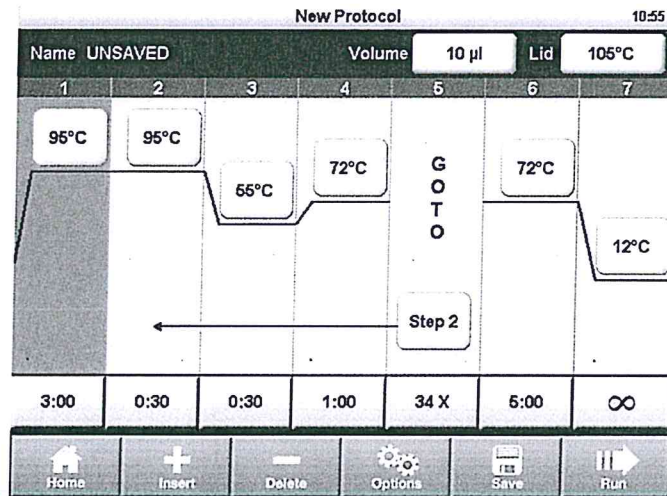 New Protocol 10:55
Name UNSAVED Volume 10 µl Lid 105°C
1 2 3 4 5 6 7
95°C 95°C 55°C 72°C GOTO 72°C 12°C
Step 2
3:00 0:30 0:30 1:00 34 X 5:00 ∞
Home Insert Delete Options Save Run